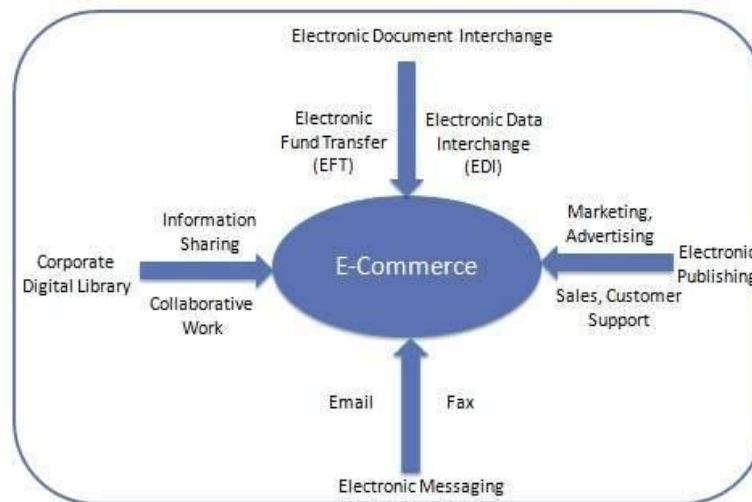 Electronic Document Interchange
Electronic
Fund Transfer
(EFT)
Electronic Data
Interchange
(EDI)
Information
Sharing
Marketing,
Advertising
Corporate
Digital Library
E-Commerce
Electronic
Publishing
Collaborative
Work
Sales, Customer
Support
Email
Fax
Electronic Messaging